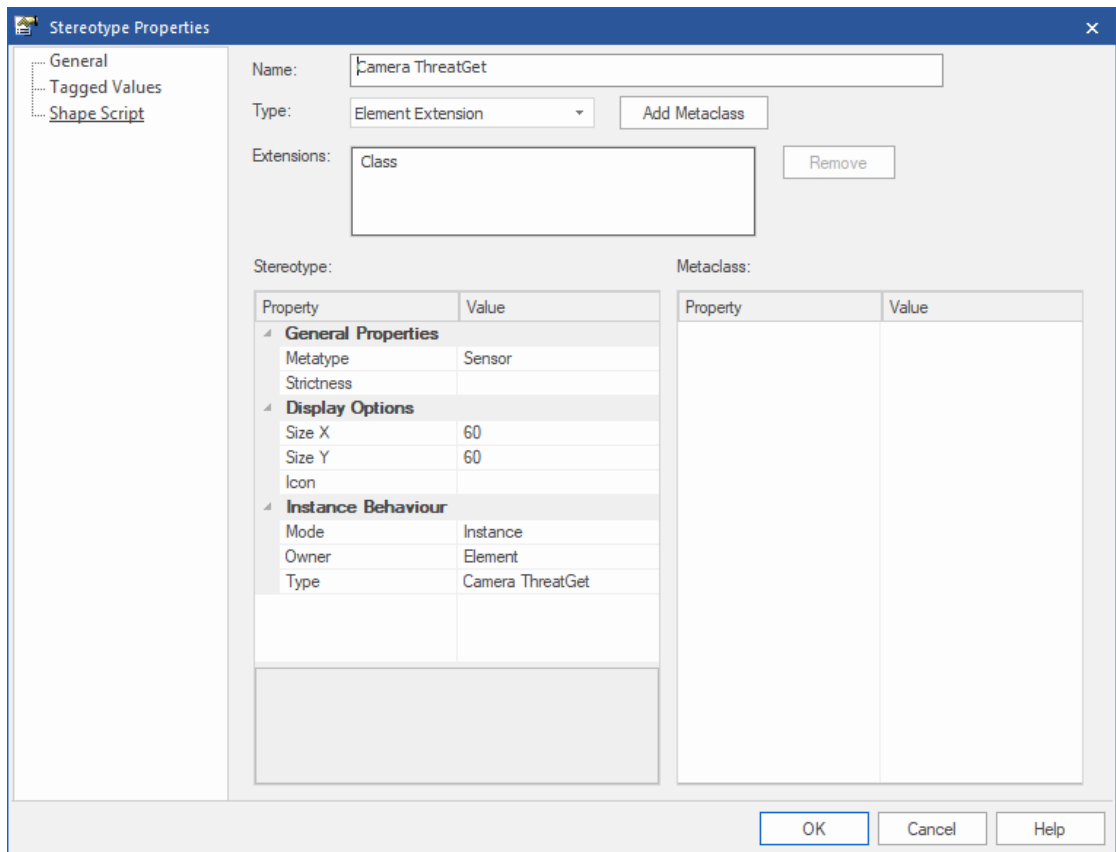 Stereotype Properties
General
Tagged Values
Shape Script
Name: Camera ThreatGet
Type: Element Extension Add Metaclass
Extensions: Class Remove
Stereotype: Metaclass:
Property Value Property Value
General Properties
Metatype Sensor
Strictness
Display Options
Size X 60
Size Y 60
Icon
Instance Behaviour
Mode Instance
Owner Element
Type Camera ThreatGet
OK Cancel Help